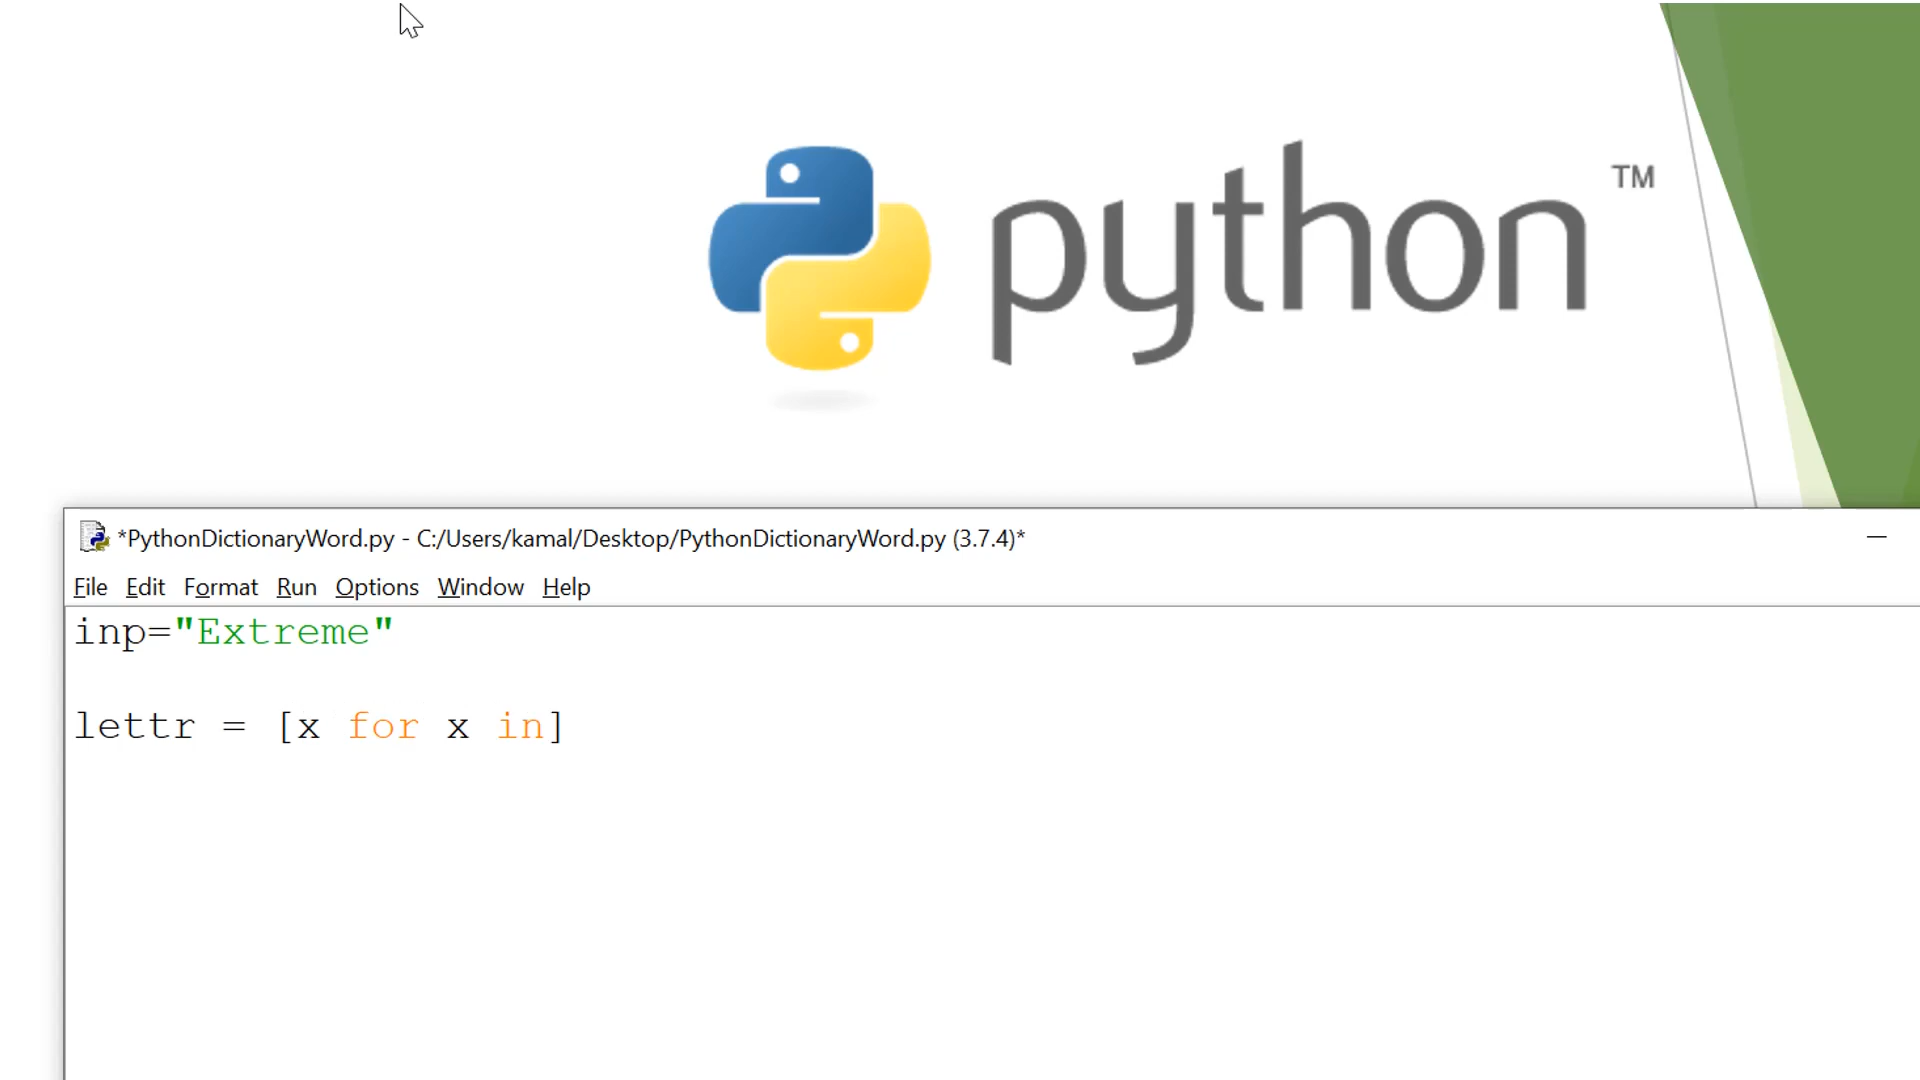 python TM
*PythonDictionaryWord.py - C:/Users/kamal/Desktop/PythonDictionaryWord.py (3.7.4)*
File Edit Format Run Options Window Help
inp="Extreme"
lettr = [x for x in]